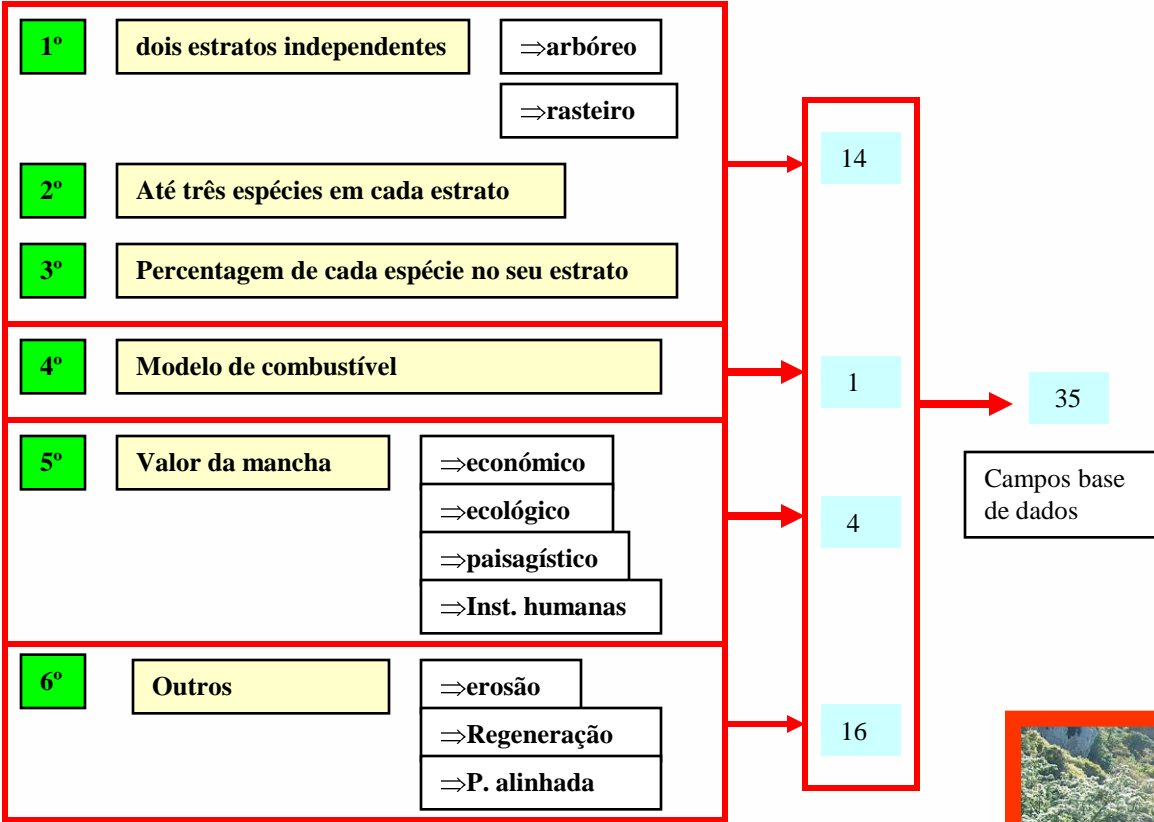 1º
dois estratos independentes
⇒arbóreo
⇒rasteiro
2º
Até três espécies em cada estrato
3º
Percentagem de cada espécie no seu estrato
14
4º
Modelo de combustível
1
5º
Valor da mancha
⇒económico
⇒ecológico
⇒paisagístico
⇒Inst. humanas
4
6º
Outros
⇒erosão
⇒Regeneração
⇒P. alinhada
16
35
Campos base
de dados